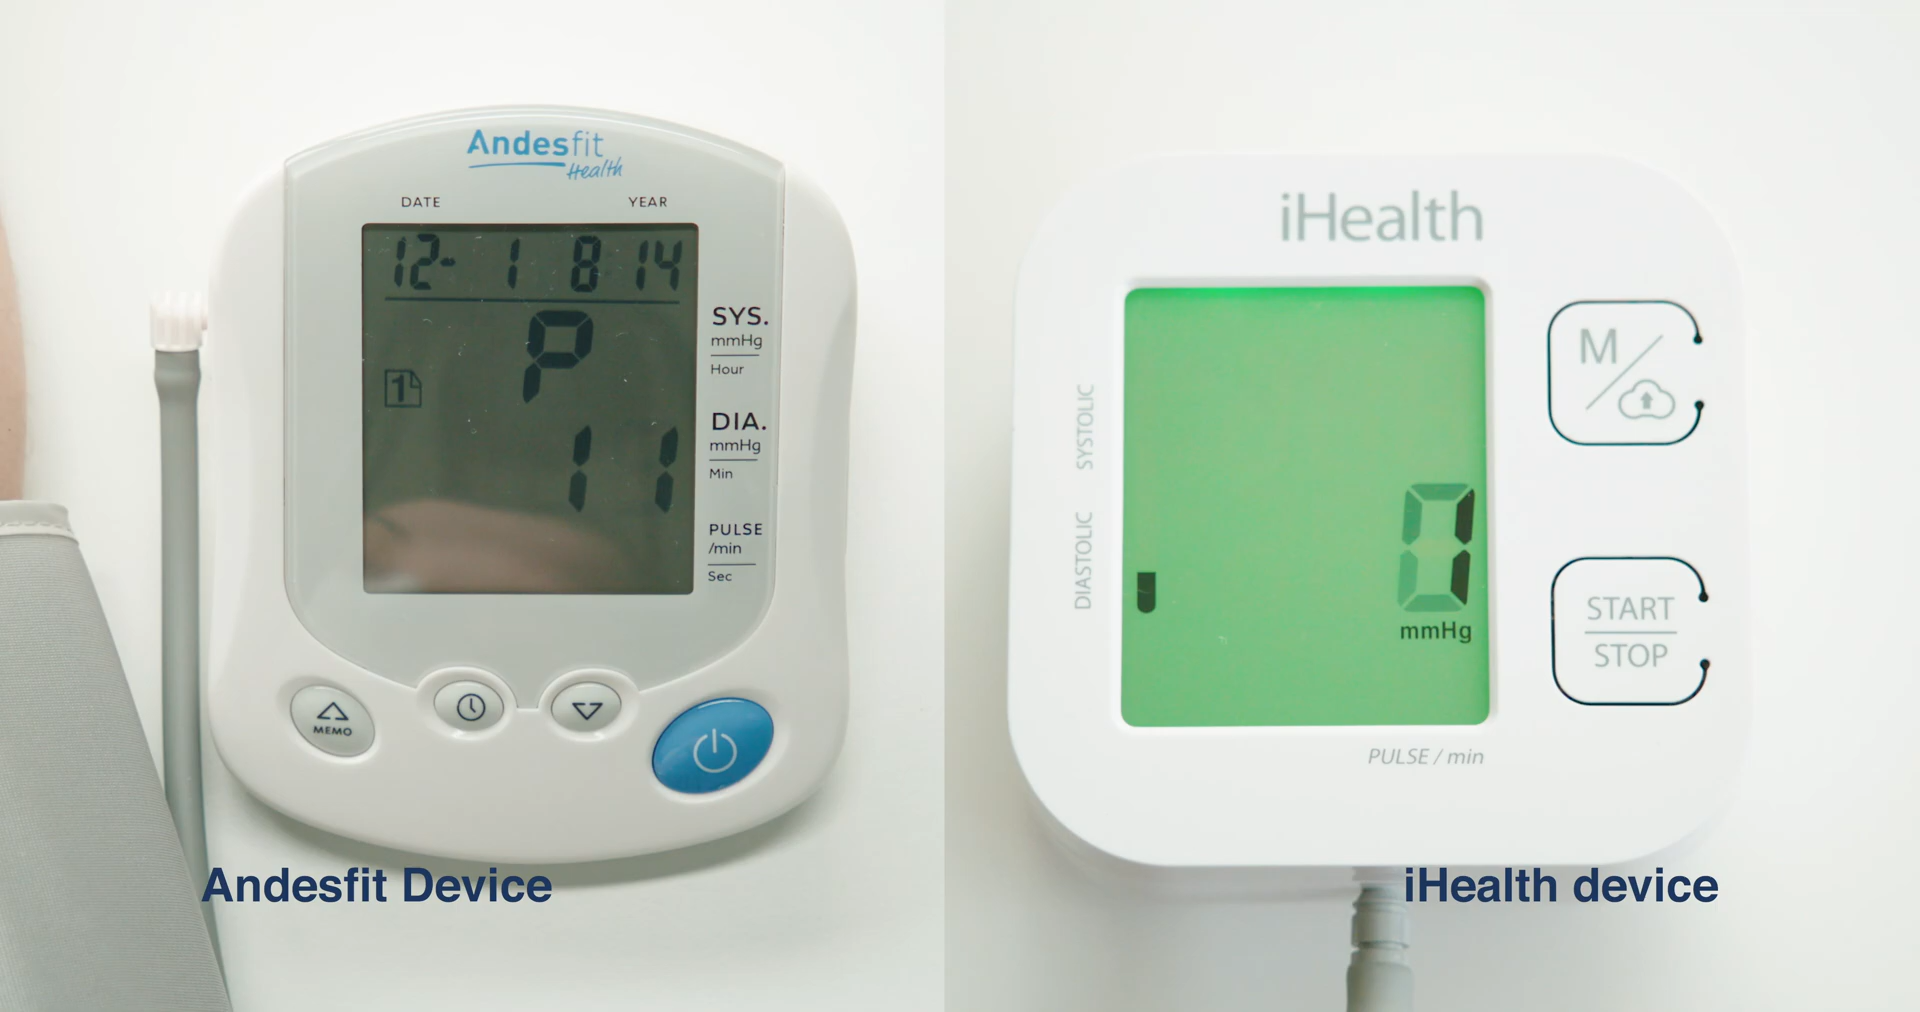 Andesfit
Health
DATE YEAR
12- 1 8:14
P
1
11
SYS.
mmHg
Hour
DIA.
mmHg
Min
PULSE
/min
Sec
MEMO
Andesfit Device
iHealth
M
SYSTOLIC
DIASTOLIC
mmHg
START
STOP
PULSE / min
iHealth device